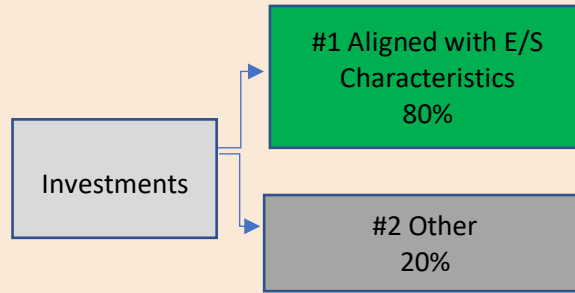 #1 Aligned with E/S
Characteristics
80%
Investments
#2 Other
20%